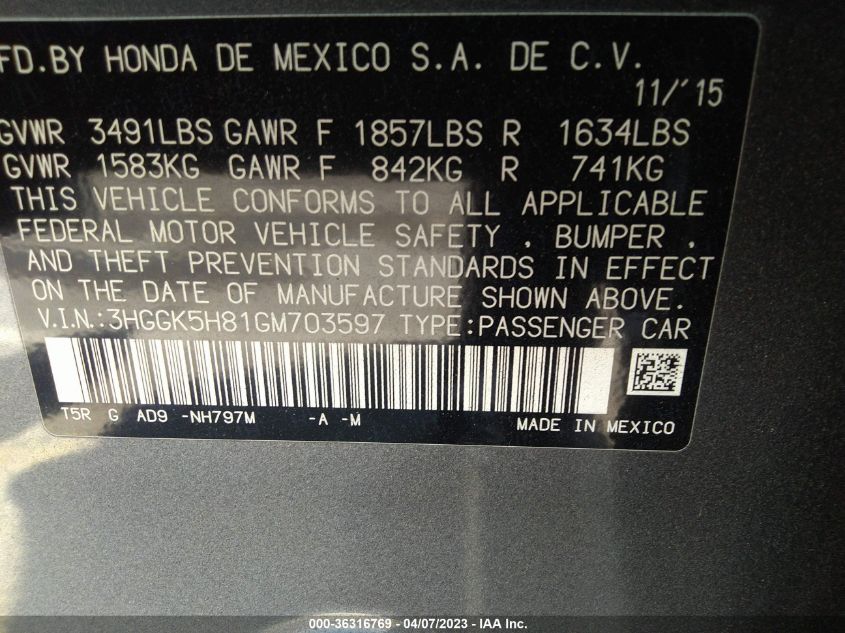 FD.BY HONDA DE MEXICO S.A. DE C.V.
11/'15
GVWR 3491LBS GAWR F 1857LBS R 1634LBS
GVWR 1583KG GAWR F 842KG R 741KG
THIS VEHICLE CONFORMS TO ALL APPLICABLE
FEDERAL MOTOR VEHICLE SAFETY , BUMPER ,
AND THEFT PREVENTION STANDARDS IN EFFECT
ON THE DATE OF MANUFACTURE SHOWN ABOVE.
V.I.N.:3HGGK5H81GM703597 TYPE:PASSENGER CAR
T5R G AD9 -NH797M -A -M
MADE IN MEXICO
000-36316769 - 04/07/2023 - IAA Inc.